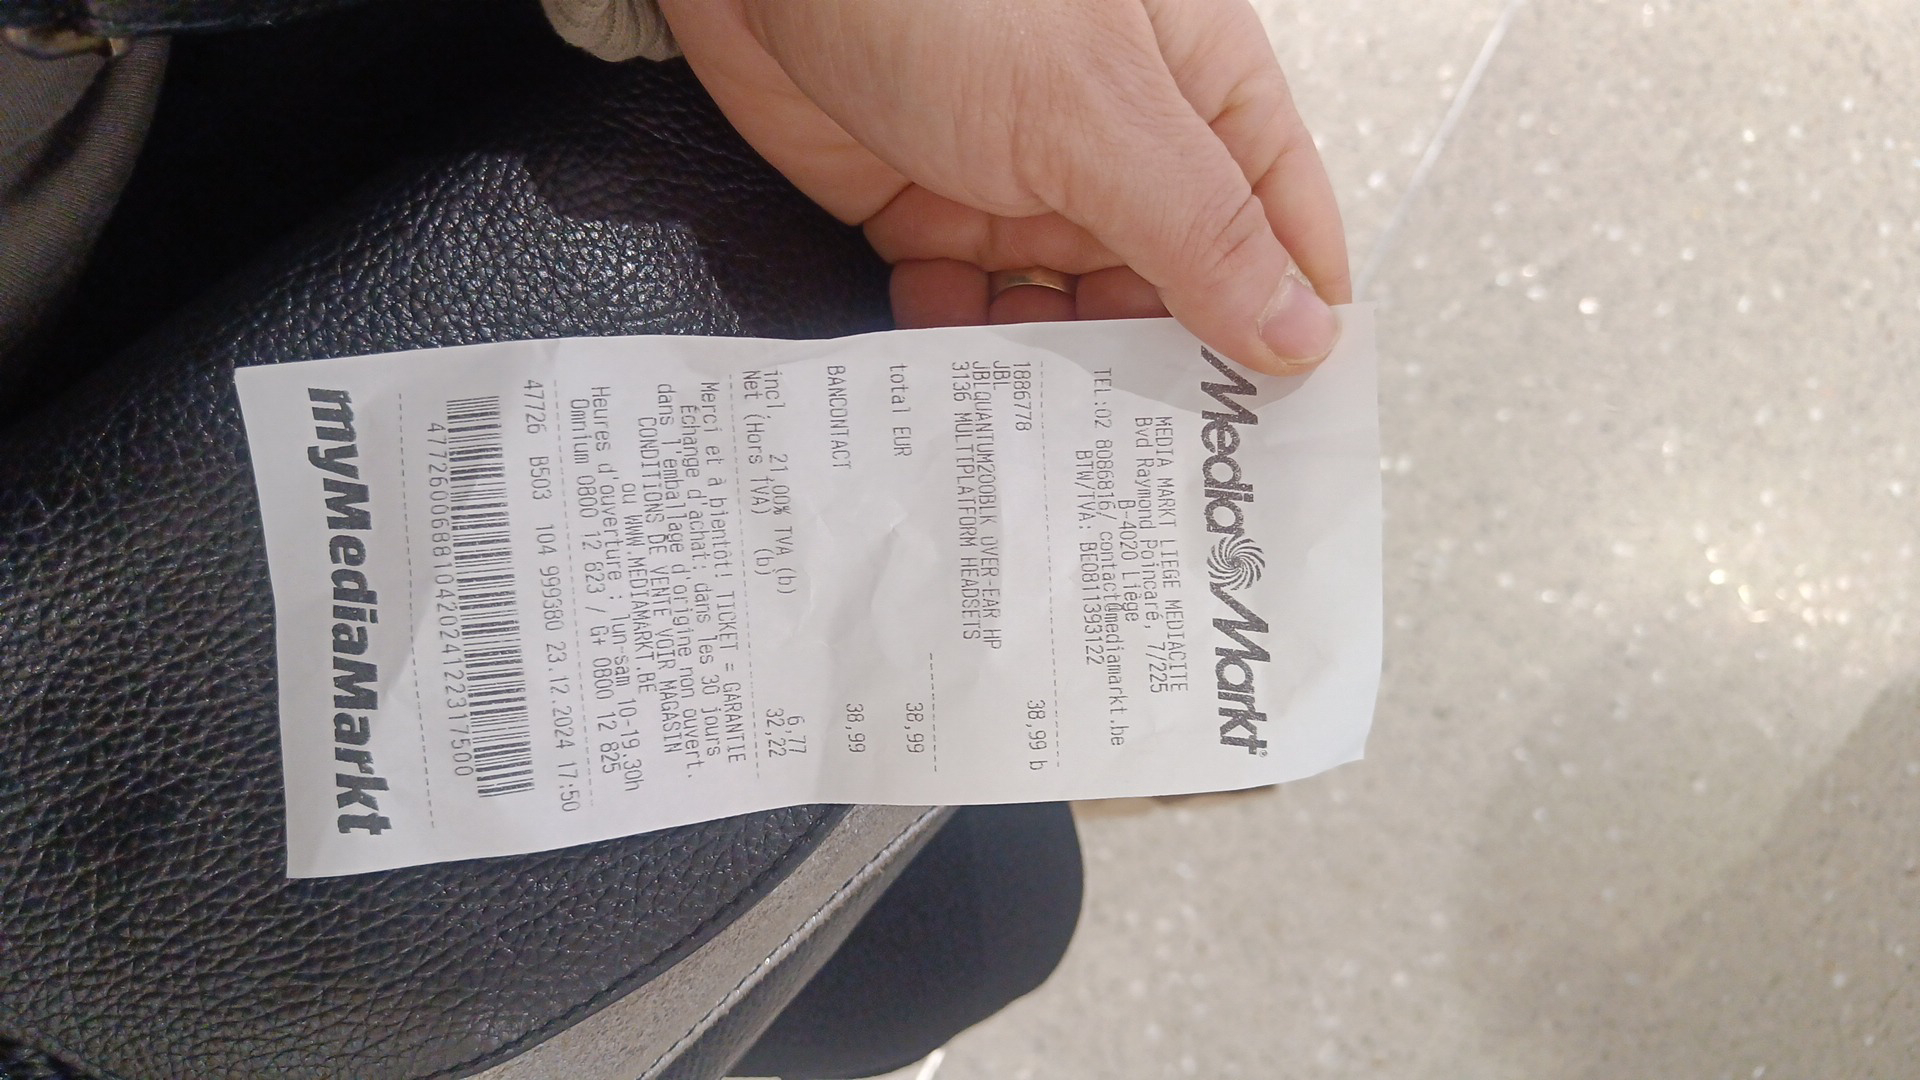 MediaMarkt
MEDIA MARKT LIEGE MEDIACITE
Bvd Raymond Poincaré, 7/225
B-4020 Liège
TEL:02 8086816/ contact@mediamarkt.be
BTW/TVA: BE0811393122
1886778 38,99 b
JBL
JBLQUANTUM200BLK OVER-EAR HP
3136 MULTIPLATFORM HEADSETS
total EUR 38,99
BANCONTACT 38,99
incl. 21,00% TVA (b) 6,77
Net (Hors TVA) (b) 32,22
Merci et à bientôt! TICKET = GARANTIE
Échange d'achat: dans les 30 jours
dans l'emballage d'origine non ouvert.
CONDITIONS DE VENTE VOIR MAGASIN
ou WWW.MEDIAMARKT.BE
Heures d'ouverture : lun-sam 10-19.30h
Omnium 0800 12 823 / G+ 0800 12 825
47726 B503 104 999380 23.12.2024 17:50
4772600688104202412231​7500
myMediaMarkt